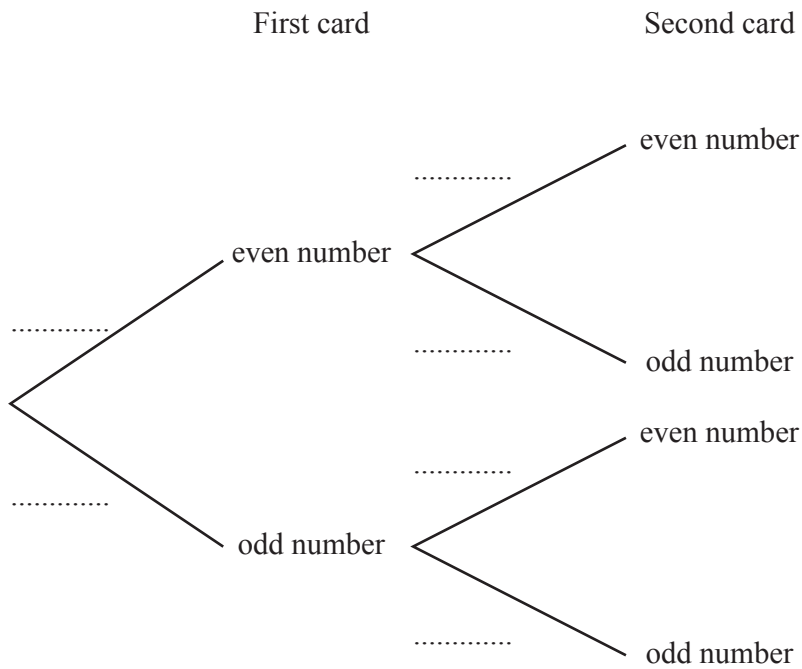 First card
Second card
even number
............
even number
............
............
odd number
even number
............
............
odd number
............
odd number